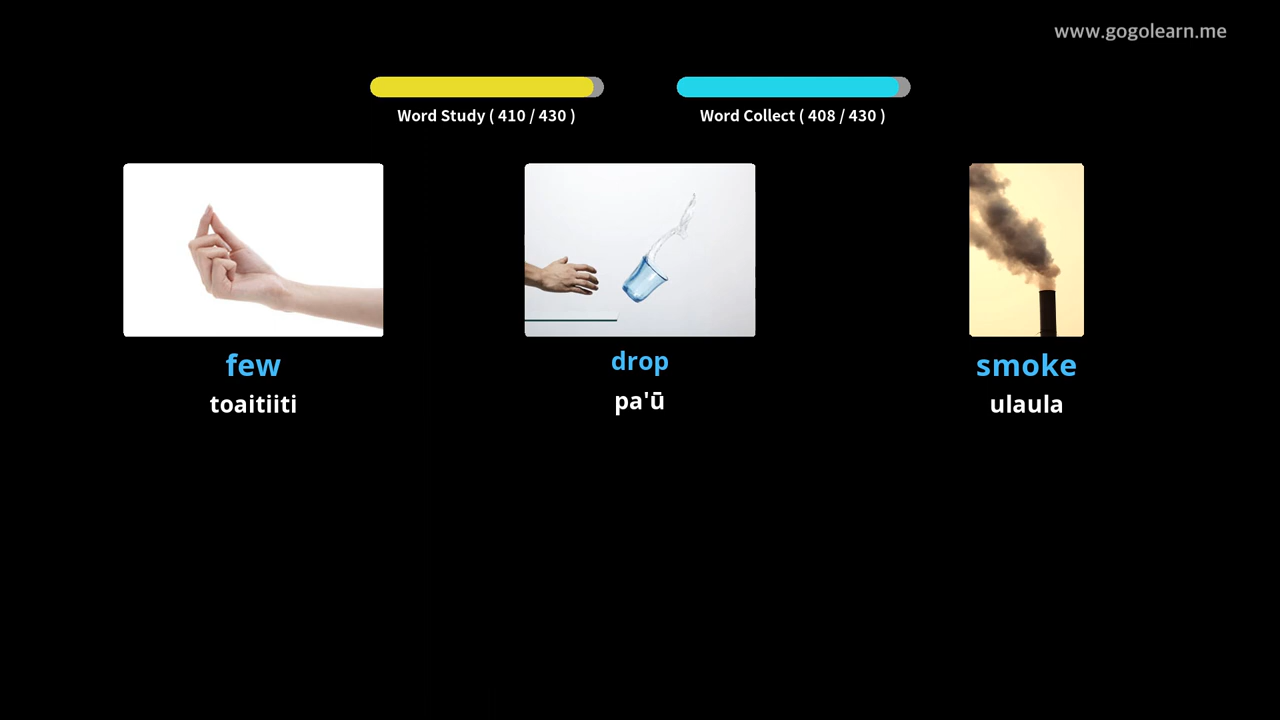 www.gogolearn.me
Word Study ( 410 / 430 )
Word Collect ( 408 / 430 )
few
toaitiiti
drop
pa'ū
smoke
ulaula